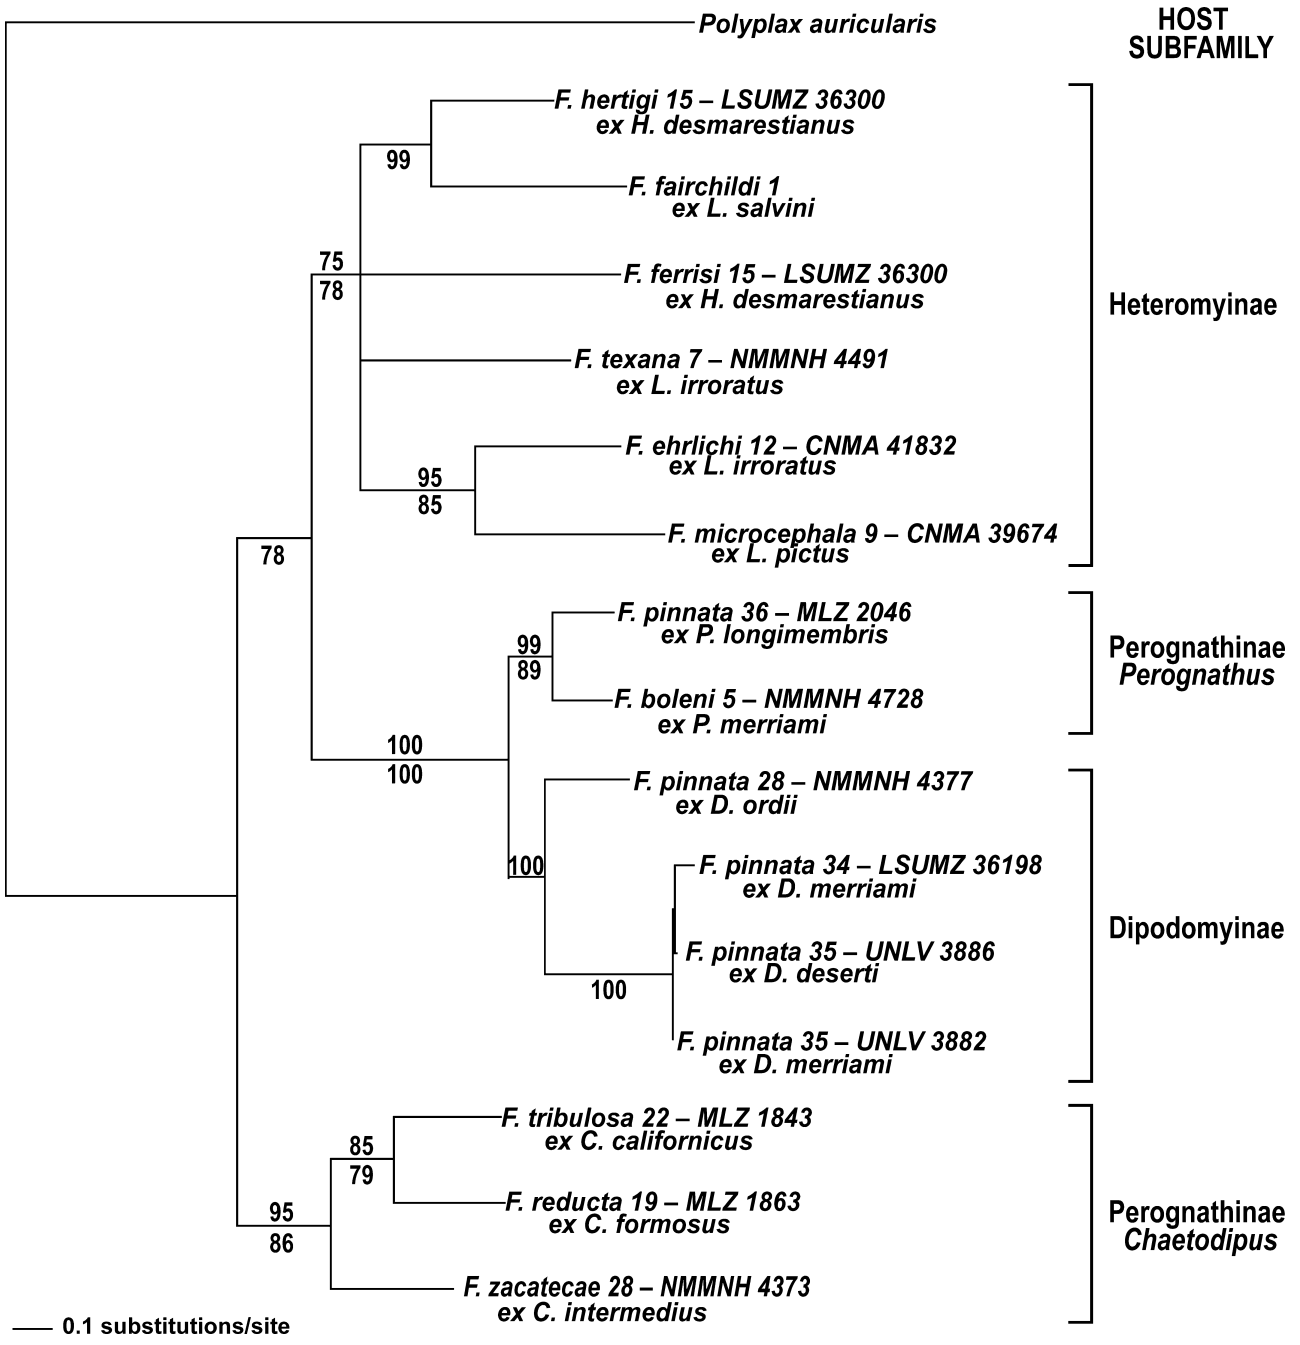 Polyplax auricularis
HOST
SUBFAMILY
F. hertigi 15 – LSUMZ 36300
ex H. desmarestianus
99
F. fairchildi 1
ex L. salvini
75
78
F. ferrisi 15 – LSUMZ 36300
ex H. desmarestianus
Heteromyinae
F. texana 7 – NMMNH 4491
ex L. irroratus
F. ehrlichi 12 – CNMA 41832
ex L. irroratus
95
85
F. microcephala 9 – CNMA 39674
ex L. pictus
78
F. pinnata 36 – MLZ 2046
ex P. longimembris
99
89
Perognathinae
Perognathus
F. boleni 5 – NMMNH 4728
ex P. merriami
100
100
F. pinnata 28 – NMMNH 4377
ex D. ordii
100
F. pinnata 34 – LSUMZ 36198
ex D. merriami
Dipodomyinae
F. pinnata 35 – UNLV 3886
ex D. deserti
100
F. pinnata 35 – UNLV 3882
ex D. merriami
F. tribulosa 22 – MLZ 1843
ex C. californicus
85
79
F. reducta 19 – MLZ 1863
ex C. formosus
95
86
Perognathinae
Chaetodipus
F. zacatecae 28 – NMMNH 4373
ex C. intermedius
0.1 substitutions/site